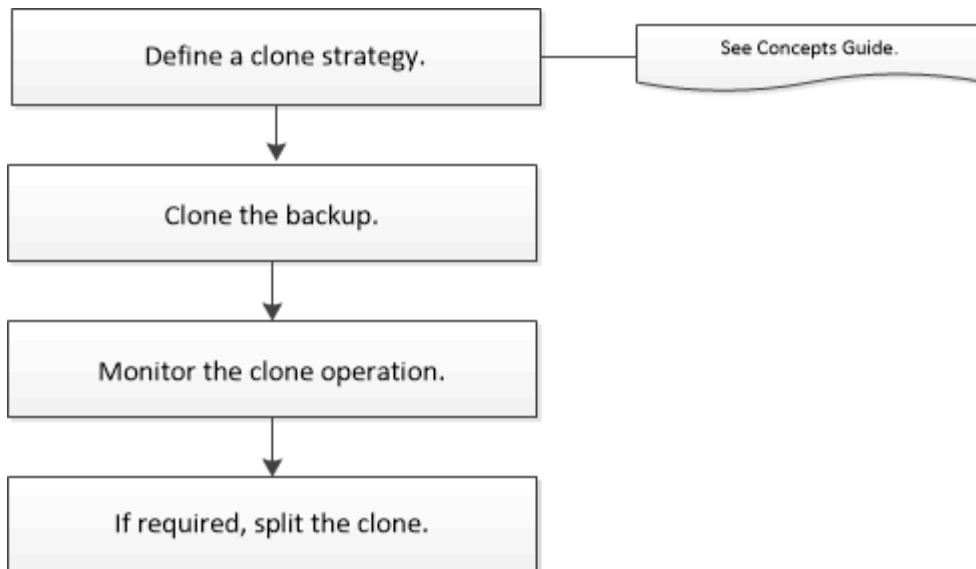 Define a clone strategy.
See Concepts Guide.
Clone the backup.
Monitor the clone operation.
If required, split the clone.